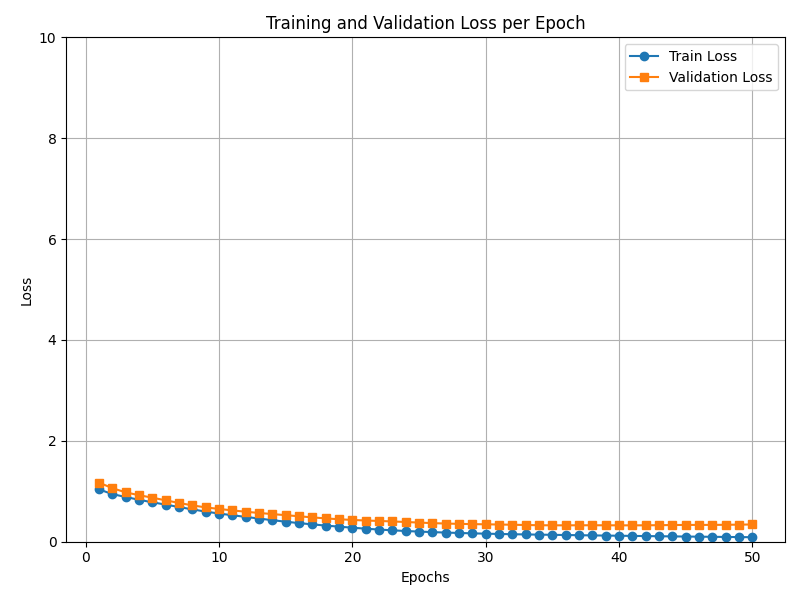 Training and Validation Loss per Epoch
Train Loss
Validation Loss
10
8
6
4
2
0
Loss
0 10 20 30 40 50
Epochs